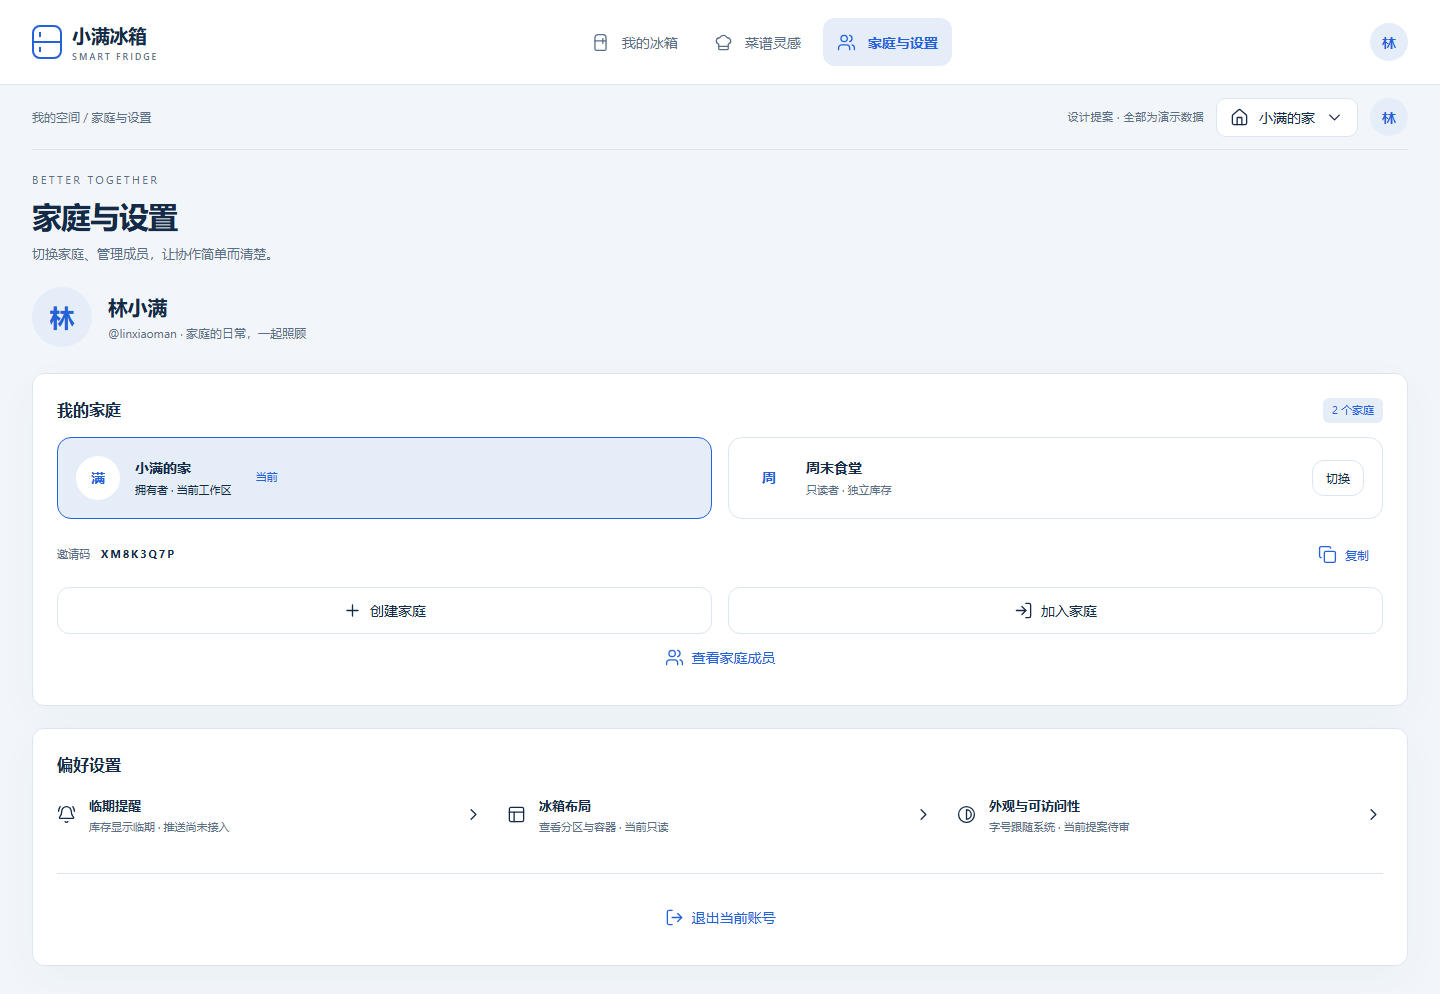 小满冰箱
SMART FRIDGE
我的冰箱
菜谱灵感
家庭与设置
林
我的空间 / 家庭与设置
设计提案 · 全部为演示数据
小满的家
林
BETTER TOGETHER
家庭与设置
切换家庭、管理成员，让协作简单而清楚。
林
林小满
@linxiaoman · 家庭的日常，一起照顾
我的家庭
2 个家庭
满
小满的家
拥有者 · 当前工作区
当前
周
周末食堂
只读者 · 独立库存
切换
邀请码 XM8K3Q7P
复制
创建家庭
加入家庭
查看家庭成员
偏好设置
临期提醒
库存显示临期 · 推送尚未接入
冰箱布局
查看分区与容器 · 当前只读
外观与可访问性
字号跟随系统 · 当前提案待审
退出当前账号